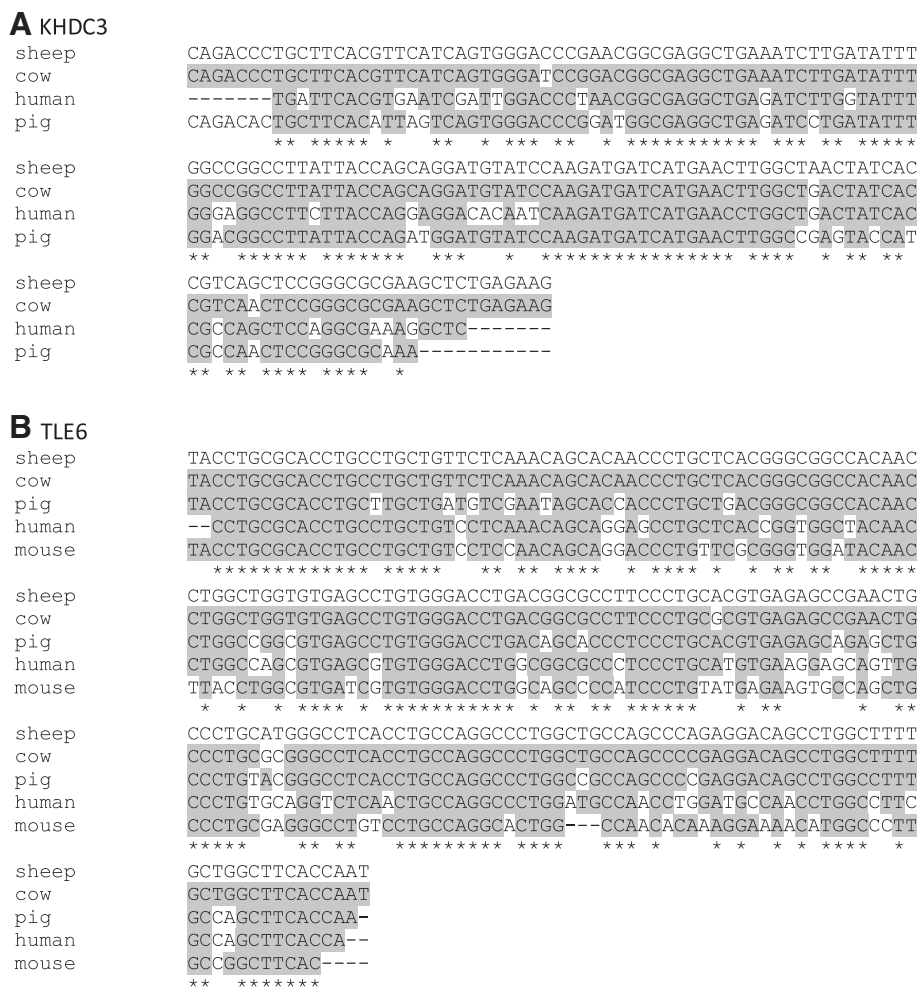 A KHDC3
sheep CAGACCCTGCTTCACGTTCATCAGTGGGACCCGAACGGCGAGGCTGAAATCTTGATATTT
cow CAGACCCTGCTTCACGTTCATCAGTGGGATCCGGACGGCGAGGCTGAAATCTTGATATTT
human -------TGATTCACGTGAATCGATTGGACCCTAACGGCGAGGCTGAGATCTTGGTATTT
pig CAGACACTGCTTCACATTAGTCAGTGGGACCCGGATGGCGAGGCTGAGATCCTGATATTT
** ***** * ** * *** ** * *********** *** ** *****
sheep GGCCGGCCTTATTACCAGCAGGATGTATCCAAGATGATCATGAACTTGGCTAACTATCAC
cow GGCCGGCCTTATTACCAGCAGGATGTATCCAAGATGATCATGAACTTGGCTGACTATCAC
human GGGAGGCCTTCTTACCAGGAGGACACAATCAAGATGATCATGAACCTGGCTGACTATCAC
pig GGACGGCCTTATTACCAGATGGATGTATCCAAGATGATCATGAACTTGGCCGAGTACCAT
** ****** ******* *** * **************** **** * ** **
sheep CGTCAGCTCCGGGCGCGAAGCTCTGAGAAG
cow CGTCAACTCCGGGCGCGAAGCTCTGAGAAG
human CGCCAGCTCCAGGCGAAAGGCTC-------
pig CGCCAACTCCGGGCGCAAA-----------
** ** **** **** *
B TLE6
sheep TACCTGCGCACCTGCCTGCTGTTCTCAAACAGCACAACCCTGCTCACGGGCGGCCACAAC
cow TACCTGCGCACCTGCCTGCTGTTCTCAAACAGCACAACCCTGCTCACGGGCGGCCACAAC
pig TACCTGCGCACCTGCTTGCTGATGTCGAATAGCACCACCCTGCTGACGGGCGGCCACAAC
human --CCTGCGCACCTGCCTGCTGTCCTCAAACAGCAGGAGCCTGCTCACCGGTGGCTACAAC
mouse TACCTGCGCACCTGCCTGCTGTCCTCCAACAGCAGGACCCTGTTCGCGGGTGGATACAAC
************* ***** ** ** **** * **** * * ** ** *****
sheep CTGGCTGGTGTGAGCCTGTGGGACCTGACGGCGCCTTCCCTGCACGTGAGAGCCGAACTG
cow CTGGCTGGTGTGAGCCTGTGGGACCTGACGGCGCCTTCCCTGCGCGTGAGAGCCGAACTG
pig CTGGCCGGCGTGAGCCTGTGGGACCTGACAGCACCCTCCCTGCACGTGAGAGCAGAGCTG
human CTGGCCAGCGTGAGCGTGTGGGACCTGGCGGCGCCCTCCCTGCATGTGAAGGAGCAGTTG
mouse TTACCTGGCGTGATCGTGTGGGACCTGGCAGCCCCATCCCTGTATGAGAAGTGCCAGCTG
* * * **** * *********** * ** ** ****** * ** * **
sheep CCCTGCATGGGCCTCACCTGCCAGGCCCTGGCTGCCAGCCCAGAGGACAGCCTGGCTTTT
cow CCCTGCGCGGGCCTCACCTGCCAGGCCCTGGCTGCCAGCCCCGAGGACAGCCTGGCTTTT
pig CCCTGTACGGGCCTCACCTGCCAGGCCCTGGCCGCCAGCCCCGAGGACAGCCTGGCCTTT
human CCCTGTGCAGGTCTCAACTGCCAGGCCCTGGATGCCAACCTGGATGCCAACCTGGCCTTC
mouse CCCTGCGAGGGCCTGTCCTGCCAGGCACTGG---CCAACACAAAGGAAAACATGGCCCTT
***** ** ** ********* **** *** * * * * * **** *
sheep GCTGGCTTCACCAAT
cow GCTGGCTTCACCAAT
pig GCCAGCTTCACCAA-
human GCCAGCTTCACCA--
mouse GCCGGCTTCAC----
** *******